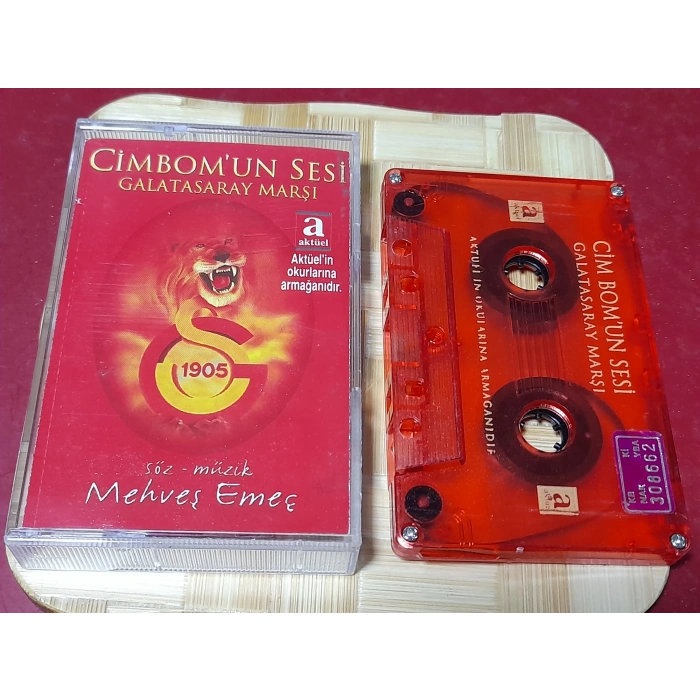 CİMBOM'UN SES
GALATASARAY MARŞI
a
aktüel
Aktüel'in
okurlarına
armağanıdır.
1905
söz - müzik
Mehveş Emeç
CİM BOM'UN SESİ
GALATASARAY MARŞI
a
AKTÜEL'İN OKURLARINA ARMAĞANIDIR.
a
308662